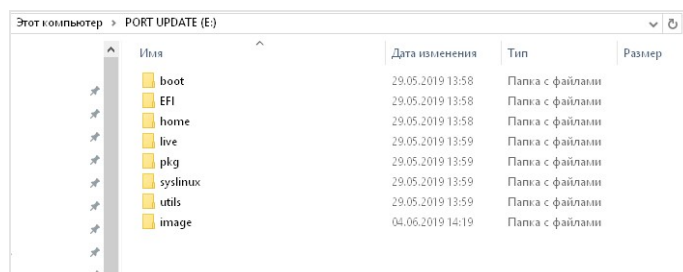 Этот компьютер > PORT UPDATE (E:)
Имя Дата изменения Тип Размер
boot 29.05.2019 13:58 Папка с файлами
EFI 29.05.2019 13:58 Папка с файлами
home 29.05.2019 13:58 Папка с файлами
live 29.05.2019 13:59 Папка с файлами
pkg 29.05.2019 13:59 Папка с файлами
syslinux 29.05.2019 13:59 Папка с файлами
utils 29.05.2019 13:59 Папка с файлами
image 04.06.2019 14:19 Папка с файлами